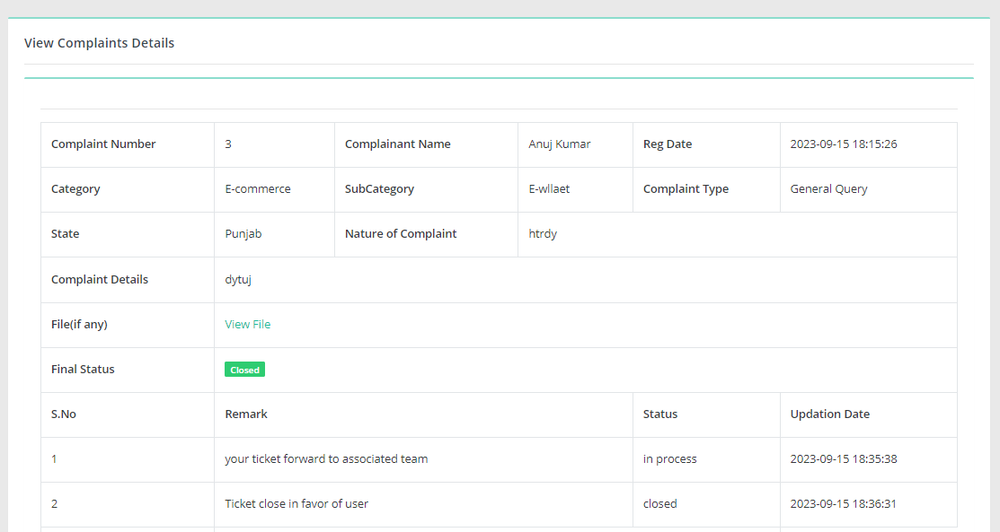 View Complaints Details
Complaint Number 3 Complainant Name Anuj Kumar Reg Date 2023-09-15 18:15:26
Category E-commerce SubCategory E-wllaet Complaint Type General Query
State Punjab Nature of Complaint htrdy
Complaint Details dytuj
File(if any) View File
Final Status Closed
S.No Remark Status Updation Date
1 your ticket forward to associated team in process 2023-09-15 18:35:38
2 Ticket close in favor of user closed 2023-09-15 18:36:31